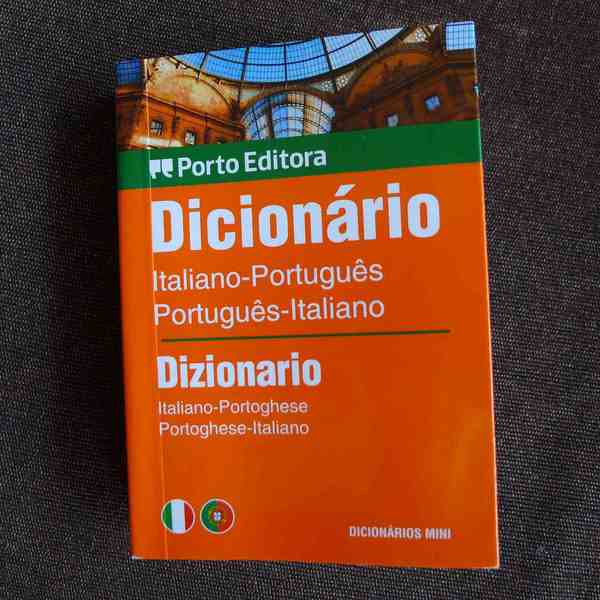 Porto Editora
Dicionário
Italiano-Português
Português-Italiano
Dizionario
Italiano-Portoghese
Portoghese-Italiano
DICIONÁRIOS MINI